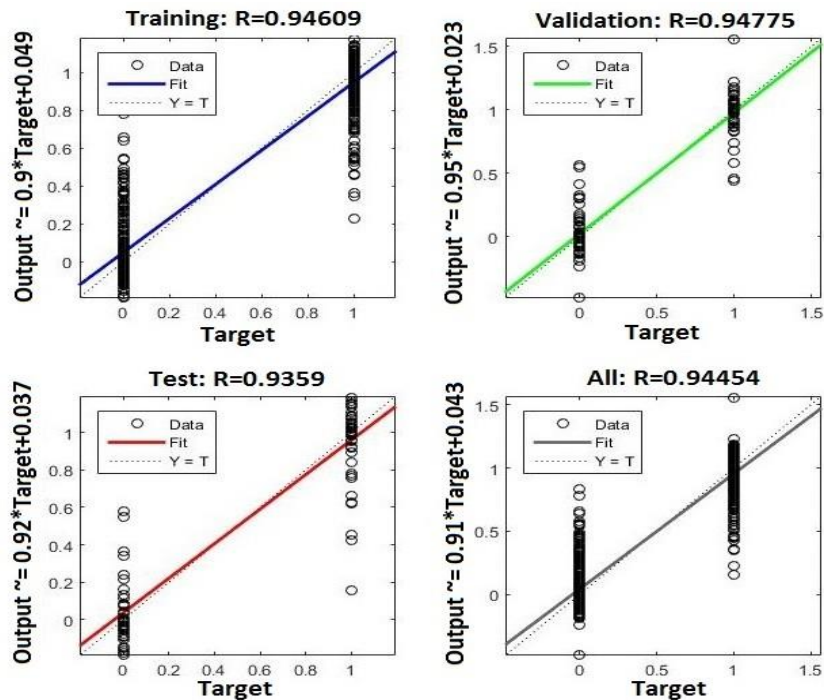 Training: R=0.94609
Output ~= 0.9*Target+0.049
Data
Fit
Y = T
1
0.8
0.6
0.4
0.2
0
0 0.2 0.4 0.6 0.8 1
Target
Validation: R=0.94775
Output ~= 0.95*Target+0.023
Data
Fit
Y = T
1.5
1
0.5
0
0 0.5 1 1.5
Target
Test: R=0.9359
Output ~= 0.92*Target+0.037
Data
Fit
Y = T
1
0.8
0.6
0.4
0.2
0
0 0.2 0.4 0.6 0.8 1
Target
All: R=0.94454
Output ~= 0.91*Target+0.043
Data
Fit
Y = T
1.5
1
0.5
0
0 0.5 1 1.5
Target